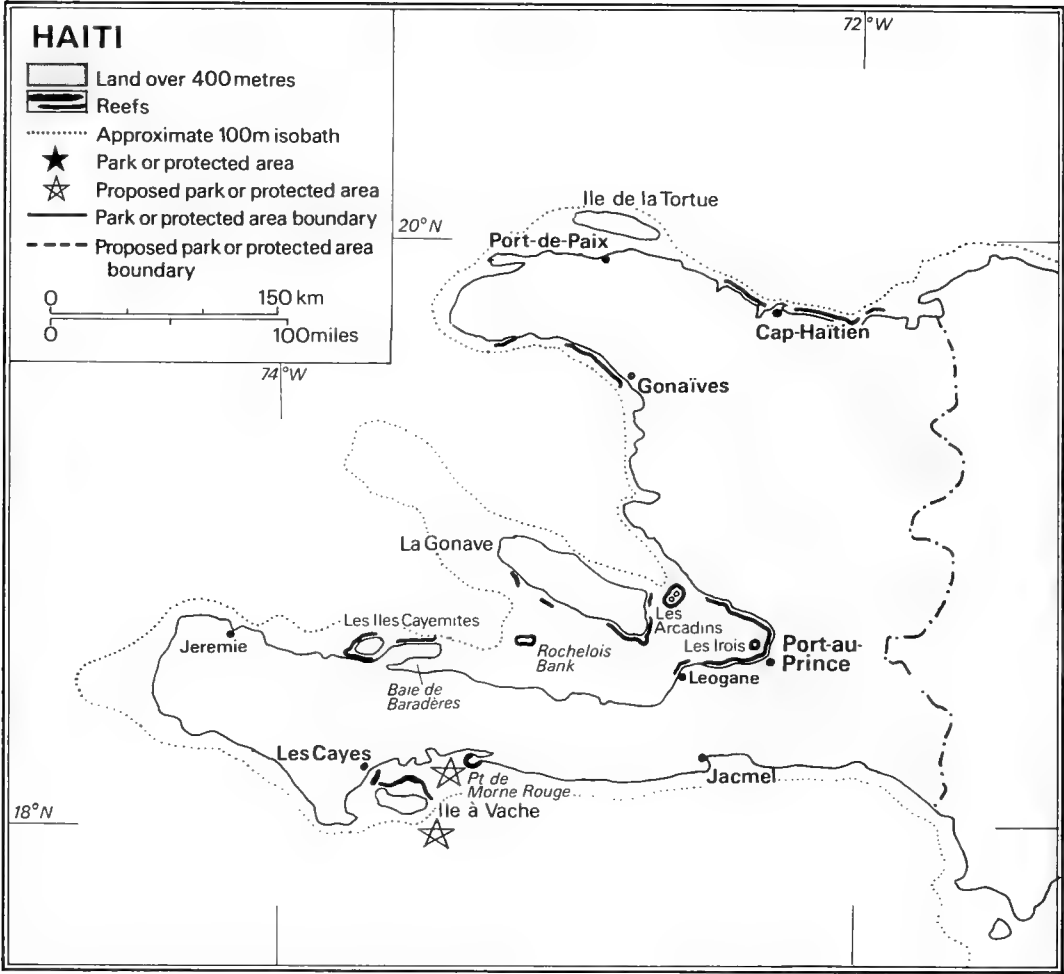 HAITI
Land over 400 metres
Reefs
Approximate 100m isobath
Park or protected area
Proposed park or protected area
Park or protected area boundary
Proposed park or protected area
boundary
0 150 km
0 100miles
72°W
20°N
Ile de la Tortue
Port-de-Paix
Cap-Haïtien
74°W
Gonaïves
La Gonave
Les Iles Cayemites
Les
Arcadins
Jeremie
Rochelois
Bank
Les Irois
Port-au-
Prince
Leogane
Baie de
Baradères
Les Cayes
Pt de
Morne Rouge
Jacmel
Ile à Vache
18°N